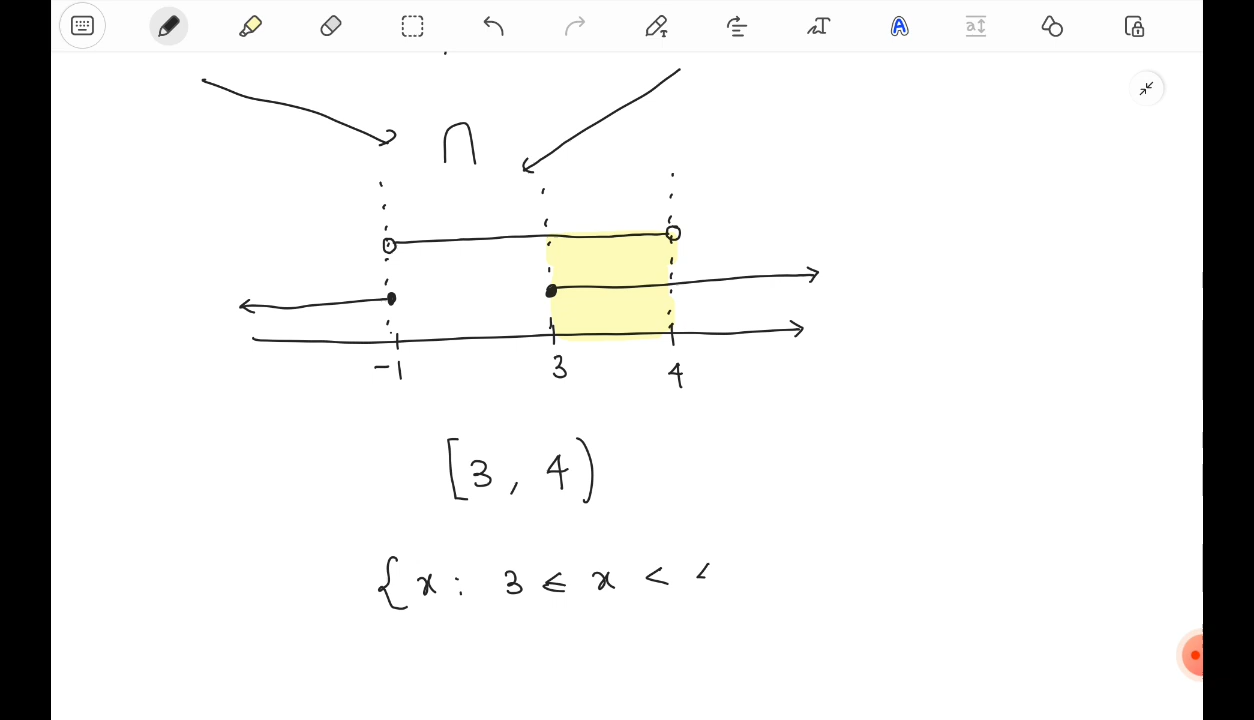 ∩
-1 3 4
[3, 4)
{x: 3 ≤ x <